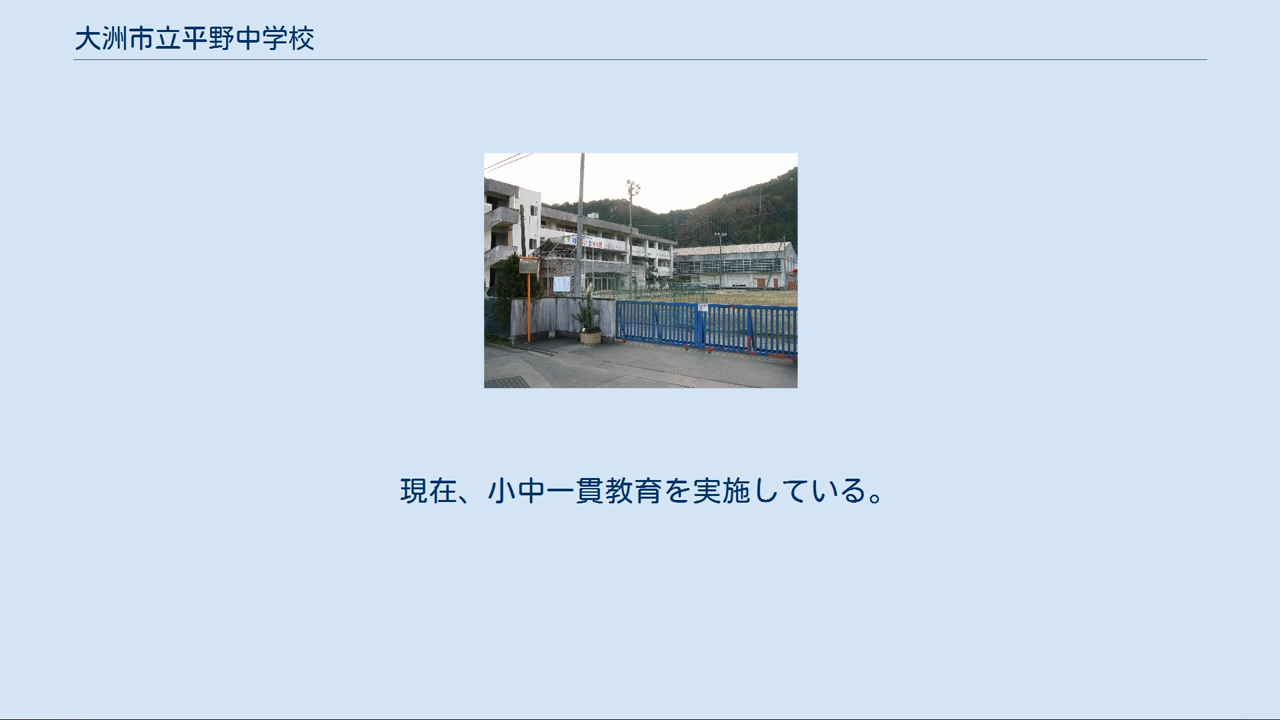 大洲市立平野中学校
現在、小中一貫教育を実施している。